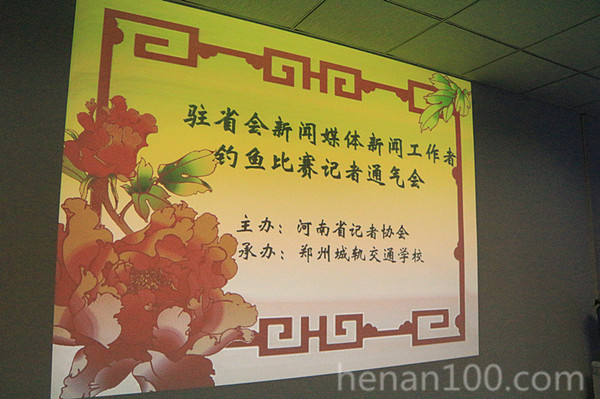 驻省会新闻媒体新闻工作者
钓鱼比赛记者通气会
主办：河南省记者协会
承办：郑州城轨交通学校
henan100.com